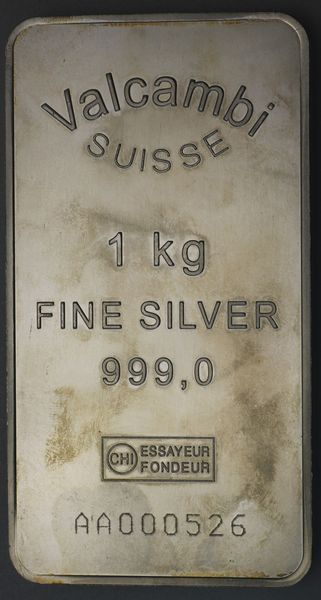 Valcambi
SUISSE
1 kg
FINE SILVER
999,0
CHI ESSAYEUR
FONDEUR
AA000526